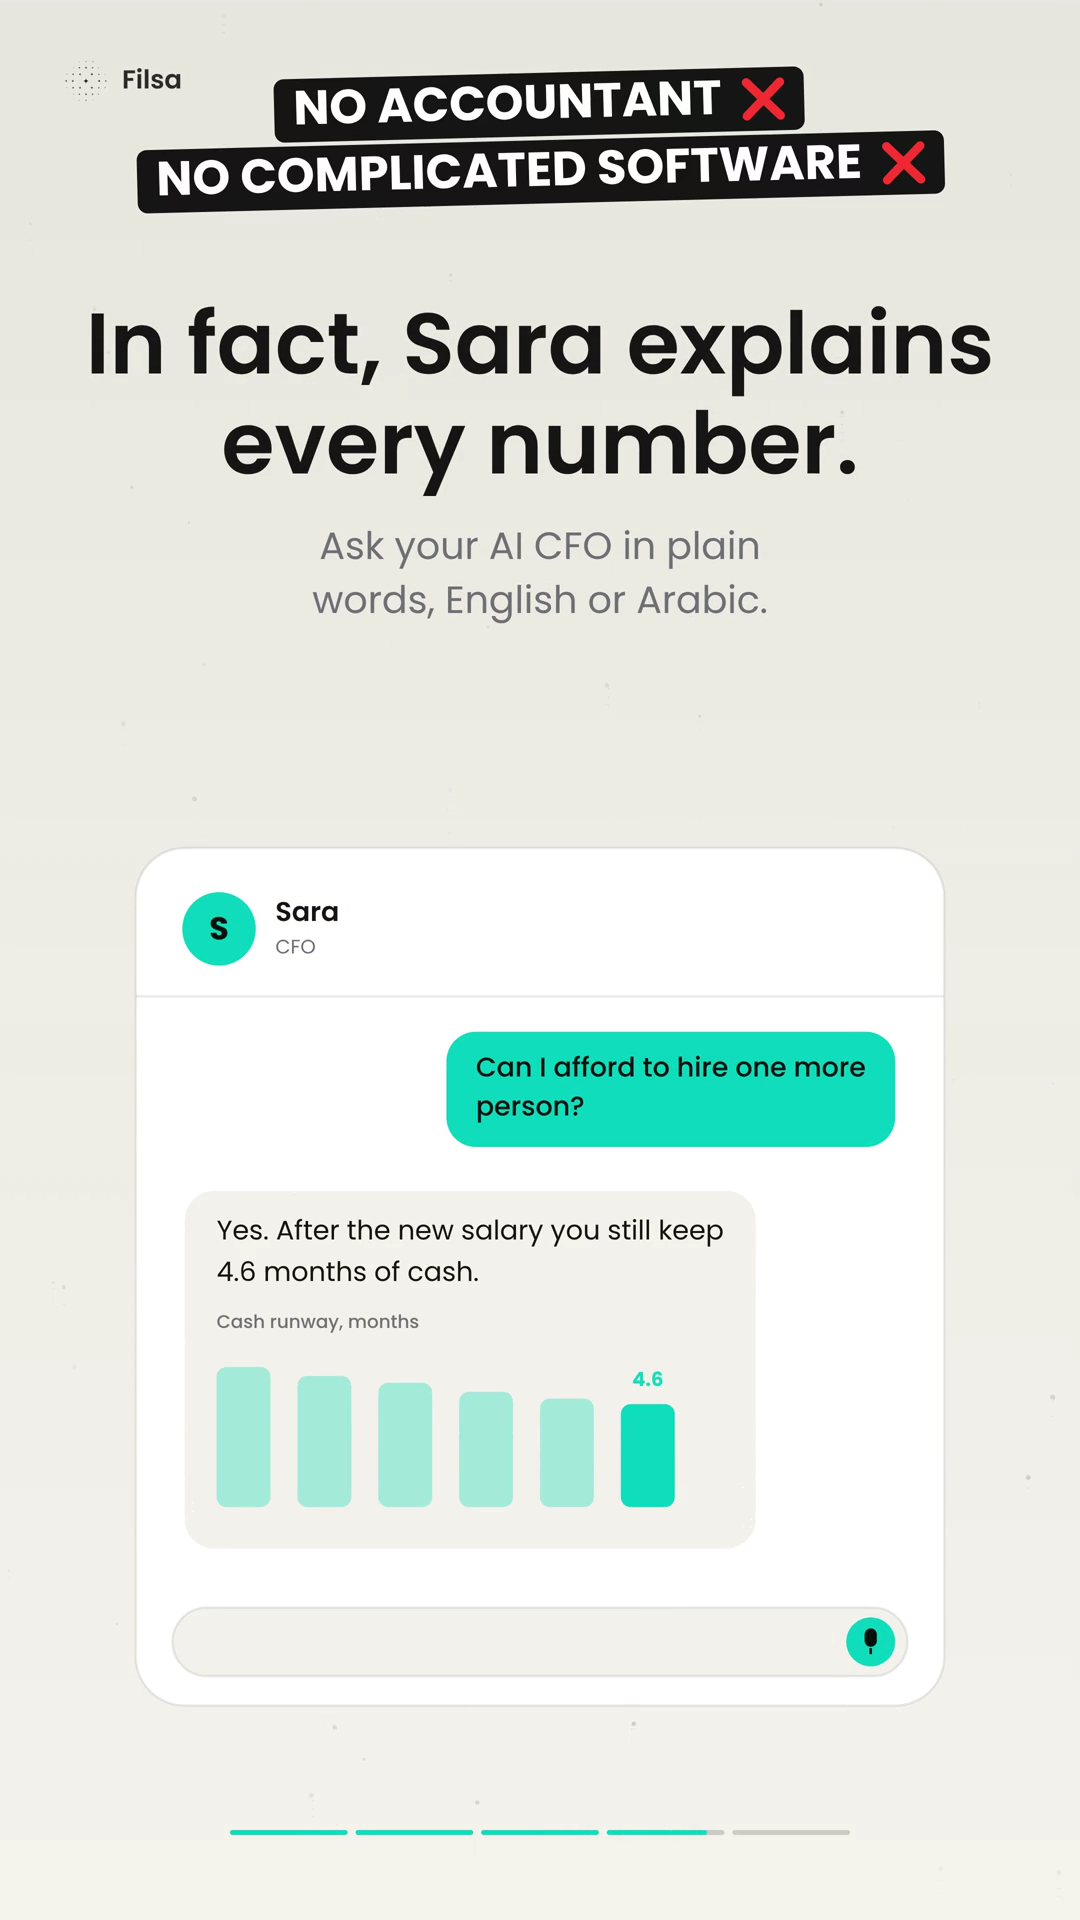 Filsa
NO ACCOUNTANT ❌
NO COMPLICATED SOFTWARE ❌
In fact, Sara explains
every number.
Ask your AI CFO in plain
words, English or Arabic.
S
Sara
CFO
Can I afford to hire one more
person?
Yes. After the new salary you still keep
4.6 months of cash.
Cash runway, months
4.6